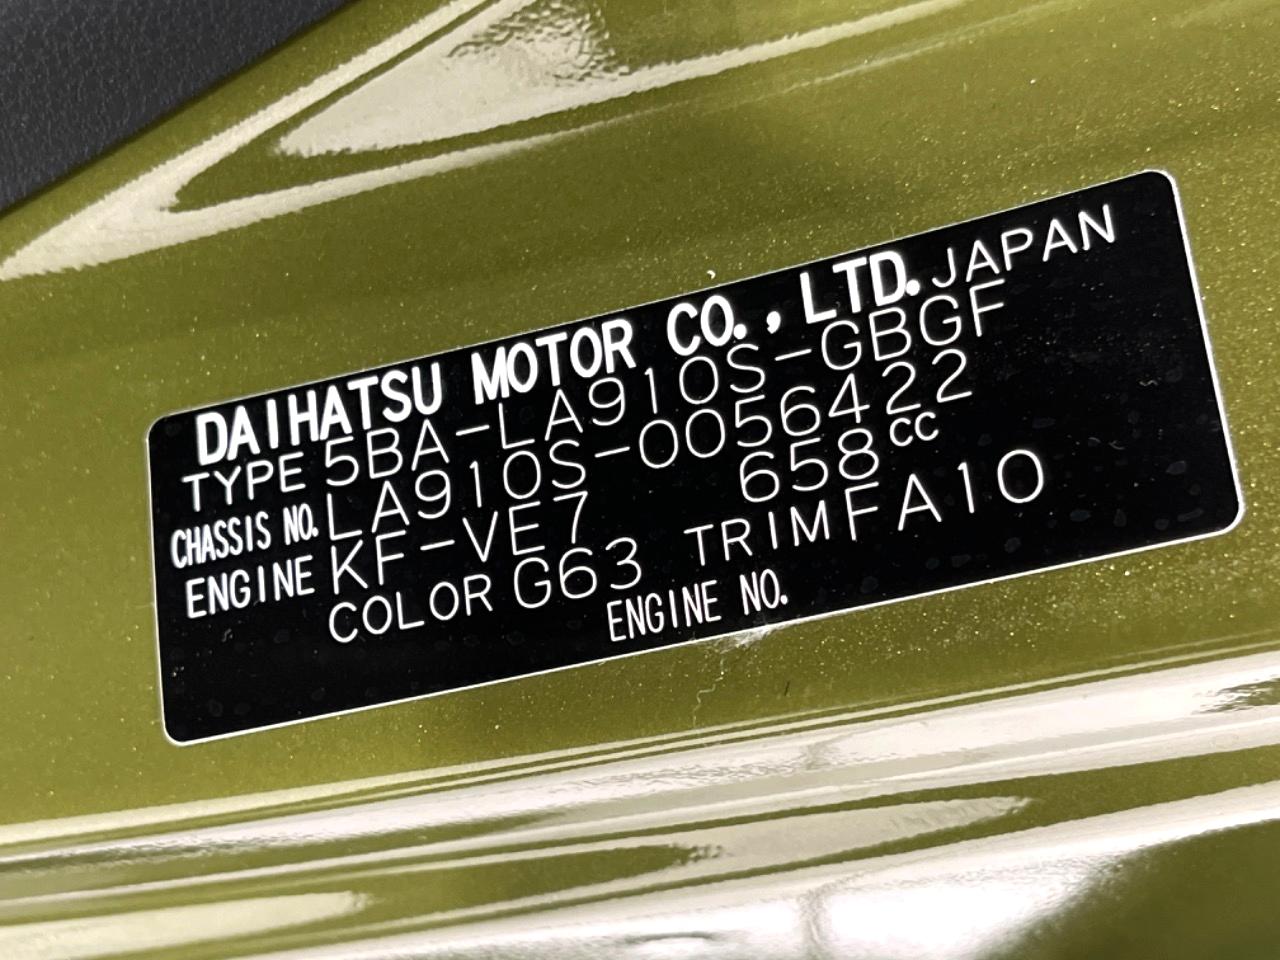 DAIHATSU MOTOR CO., LTD. JAPAN
TYPE 5BA-LA910S-GBGF
CHASSIS NO. LA910S-0056422
ENGINE KF-VE7 658cc
COLOR G63 TRIM FA10
ENGINE NO.